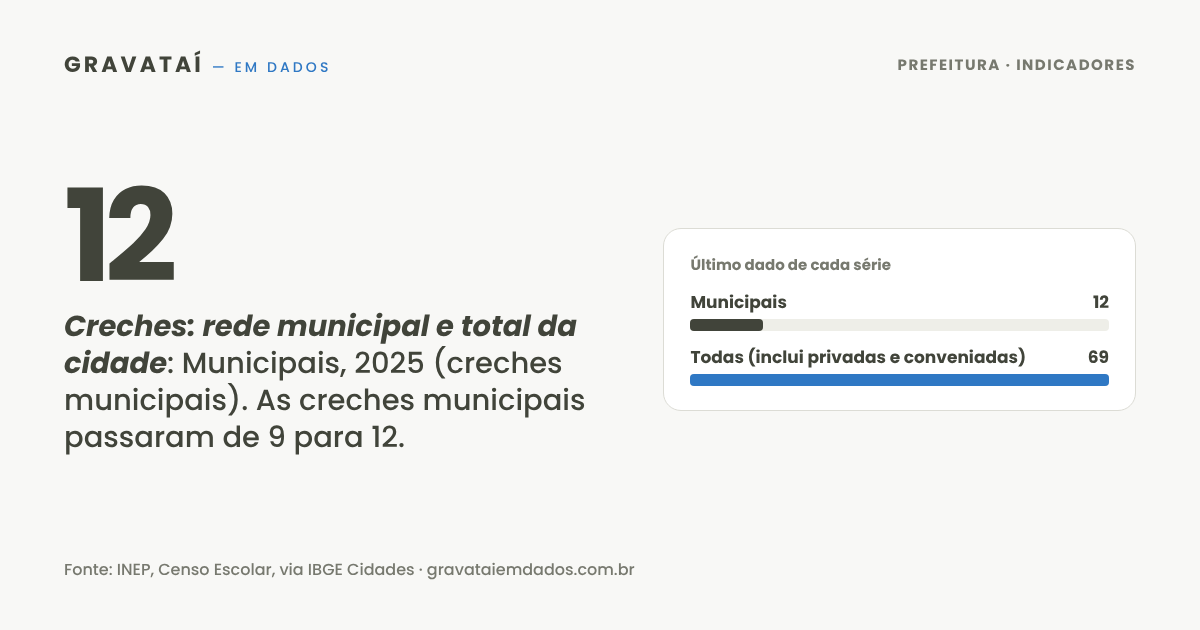 GRAVATAÍ — EM DADOS
PREFEITURA · INDICADORES
12
Creches: rede municipal e total da
cidade: Municipais, 2025 (creches
municipais). As creches municipais
passaram de 9 para 12.
Último dado de cada série
Municipais 12
Todas (inclui privadas e conveniadas) 69
Fonte: INEP, Censo Escolar, via IBGE Cidades · gravataiemdados.com.br